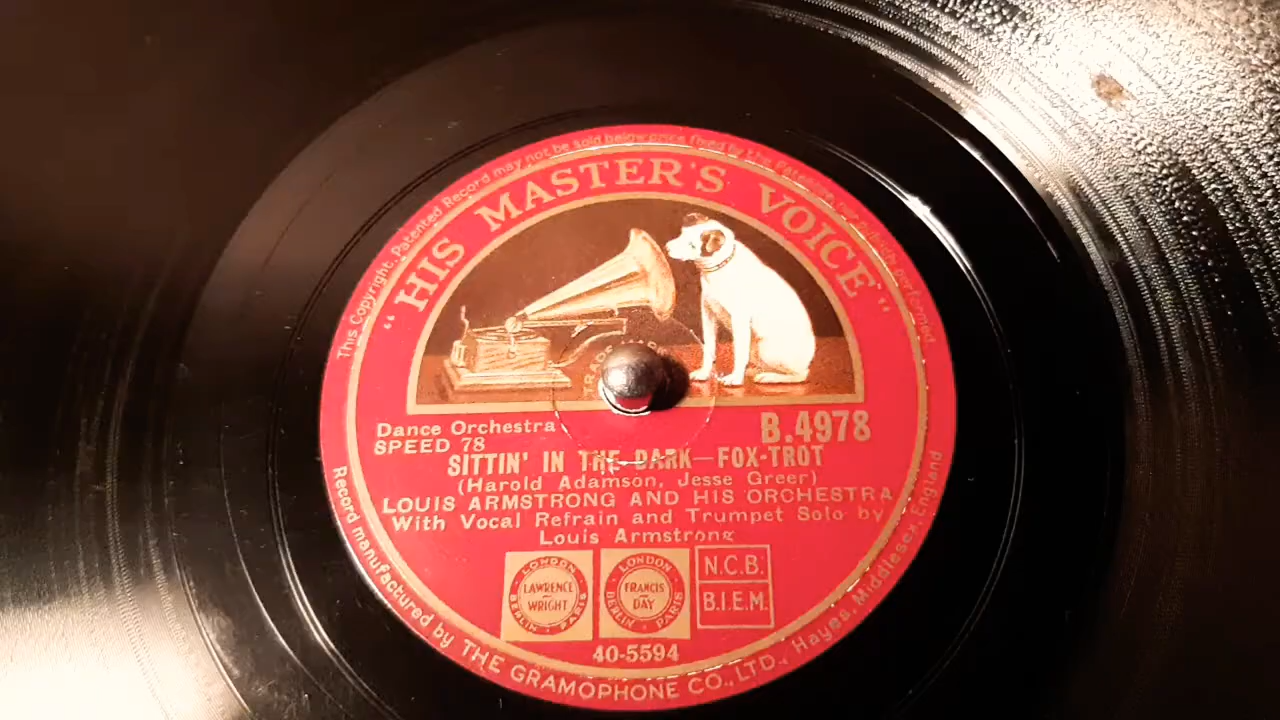 This Copyright, Patented Record may not be sold below price fixed by the Patentees, nor publicly performed.
"HIS MASTER'S VOICE"
TRADE MARK
Dance Orchestra
SPEED 78
B.4978
SITTIN' IN THE DARK—FOX-TROT
(Harold Adamson, Jesse Greer)
LOUIS ARMSTRONG AND HIS ORCHESTRA
With Vocal Refrain and Trumpet Solo by
Louis Armstrong
LONDON
LAWRENCE
WRIGHT
BERLIN PARIS
LONDON
FRANCIS
DAY
BERLIN PARIS
N.C.B.
B.I.E.M.
40-5594
Record manufactured by THE GRAMOPHONE CO., LTD., Hayes, Middlesex, England